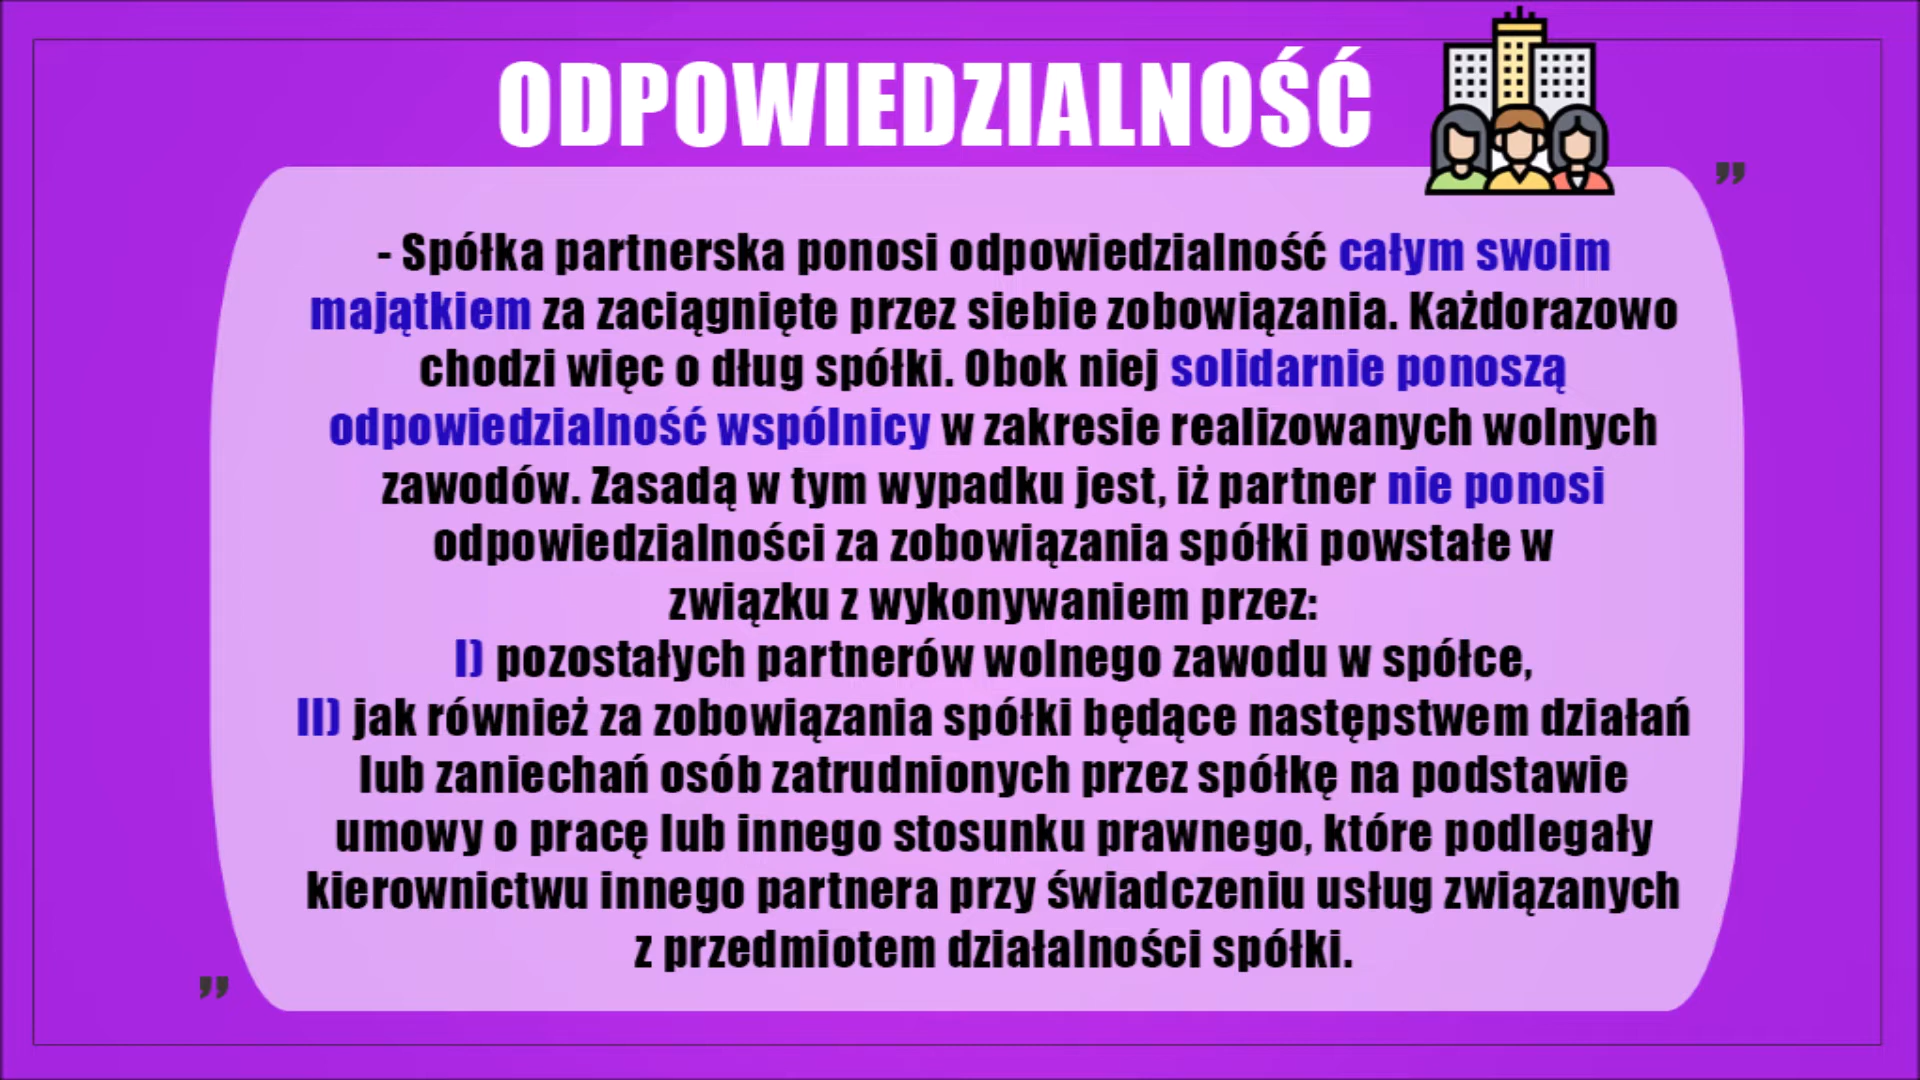 ODPOWIEDZIALNOŚĆ
”
- Spółka partnerska ponosi odpowiedzialność całym swoim
majątkiem za zaciągnięte przez siebie zobowiązania. Każdorazowo
chodzi więc o dług spółki. Obok niej solidarnie ponoszą
odpowiedzialność wspólnicy w zakresie realizowanych wolnych
zawodów. Zasadą w tym wypadku jest, iż partner nie ponosi
odpowiedzialności za zobowiązania spółki powstałe w
związku z wykonywaniem przez:
I) pozostałych partnerów wolnego zawodu w spółce,
II) jak również za zobowiązania spółki będące następstwem działań
lub zaniechań osób zatrudnionych przez spółkę na podstawie
umowy o pracę lub innego stosunku prawnego, które podlegały
kierownictwu innego partnera przy świadczeniu usług związanych
z przedmiotem działalności spółki.
”